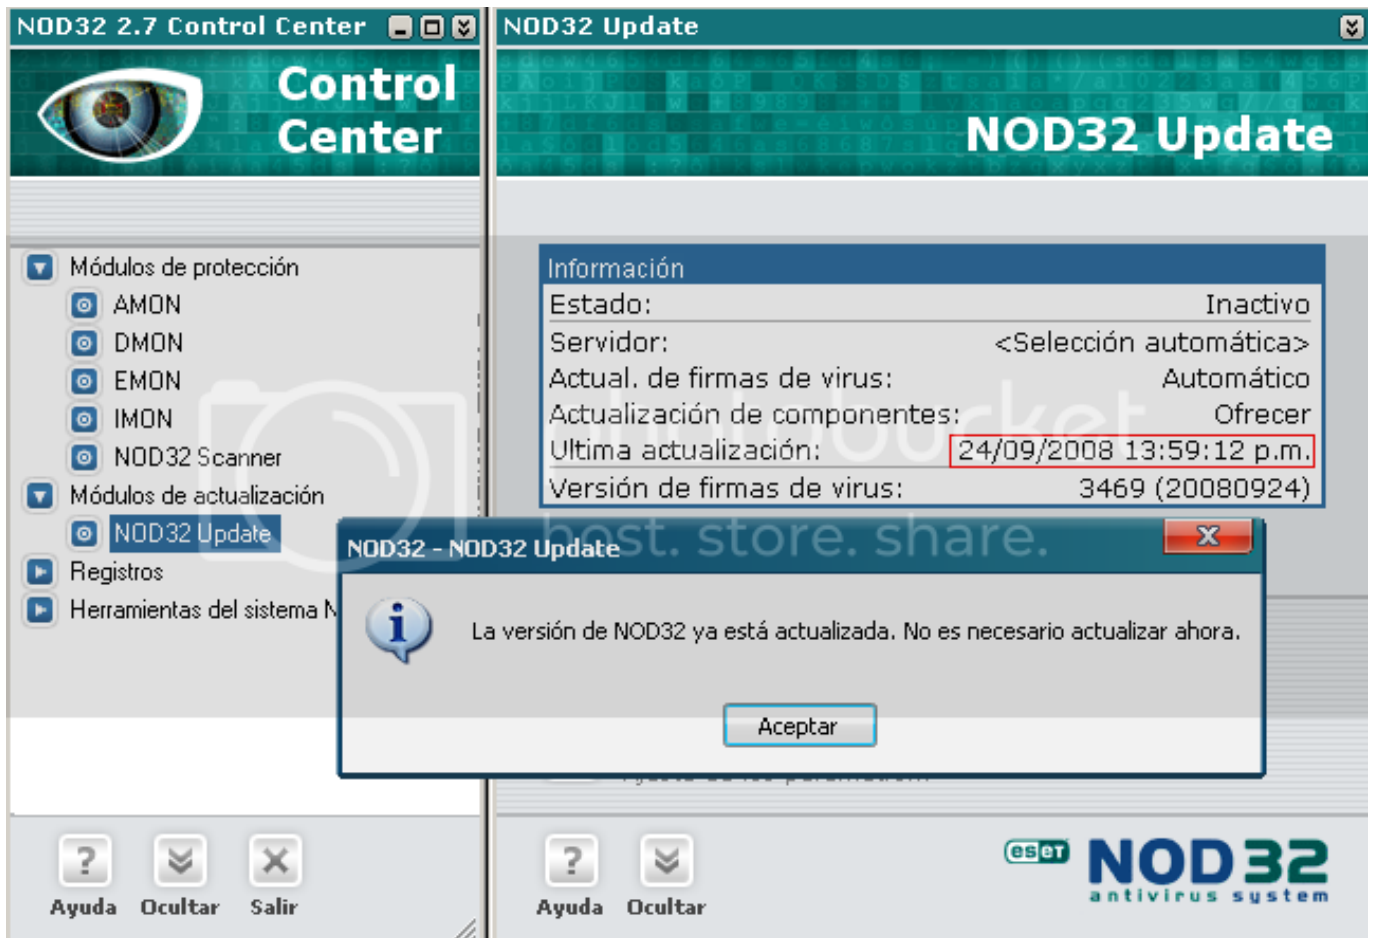 NOD32 2.7 Control Center
Control
Center
Módulos de protección
AMON
DMON
EMON
IMON
NOD32 Scanner
Módulos de actualización
NOD32 Update
Registros
Herramientas del sistema N
Ayuda Ocultar Salir
NOD32 Update
NOD32 Update
Información
Estado: Inactivo
Servidor: <Selección automática>
Actual. de firmas de virus: Automático
Actualización de componentes: Ofrecer
Ultima actualización: 24/09/2008 13:59:12 p.m.
Versión de firmas de virus: 3469 (20080924)
photobucket
host. store. share.
NOD32 - NOD32 Update
La versión de NOD32 ya está actualizada. No es necesario actualizar ahora.
Aceptar
Ayuda Ocultar
eset NOD32
antivirus system